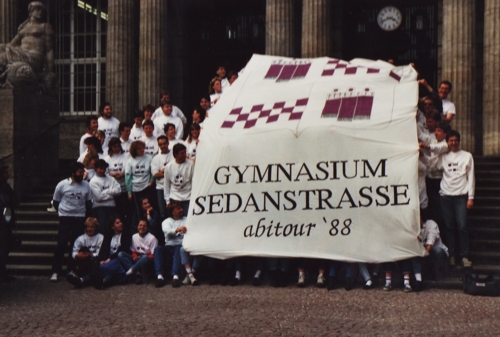 GYMNASIUM
SEDANSTRASSE
abitour `88